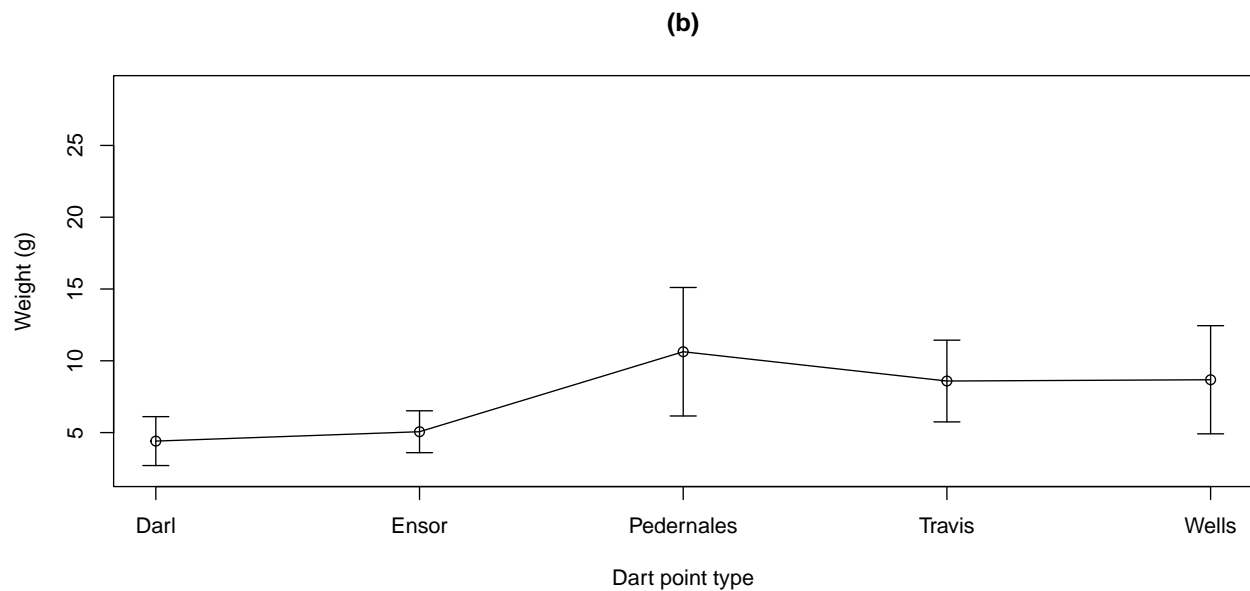 (b)
Weight (g)
25
20
15
10
5
Darl Ensor Pedernales Travis Wells
Dart point type